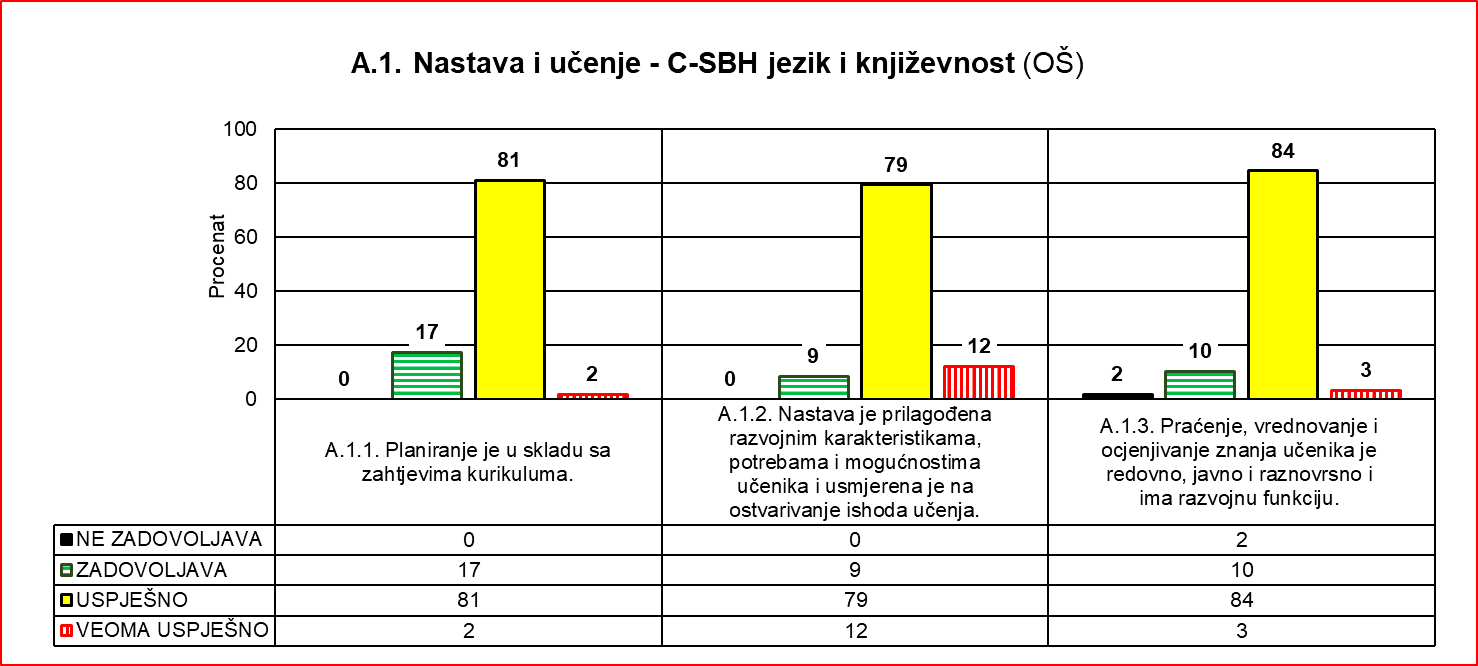 A.1. Nastava i učenje - C-SBH jezik i književnost (OŠ)
Procenat
100
80
60
40
20
0
0
17
81
2
0
9
79
12
2
10
84
3
A.1.1. Planiranje je u skladu sa
zahtjevima kurikuluma.
A.1.2. Nastava je prilagođena
razvojnim karakteristikama,
potrebama i mogućnostima
učenika i usmjerena je na
ostvarivanje ishoda učenja.
A.1.3. Praćenje, vrednovanje i
ocjenjivanje znanja učenika je
redovno, javno i raznovrsno i
ima razvojnu funkciju.
NE ZADOVOLJAVA 0 0 2
ZADOVOLJAVA 17 9 10
USPJEŠNO 81 79 84
VEOMA USPJEŠNO 2 12 3